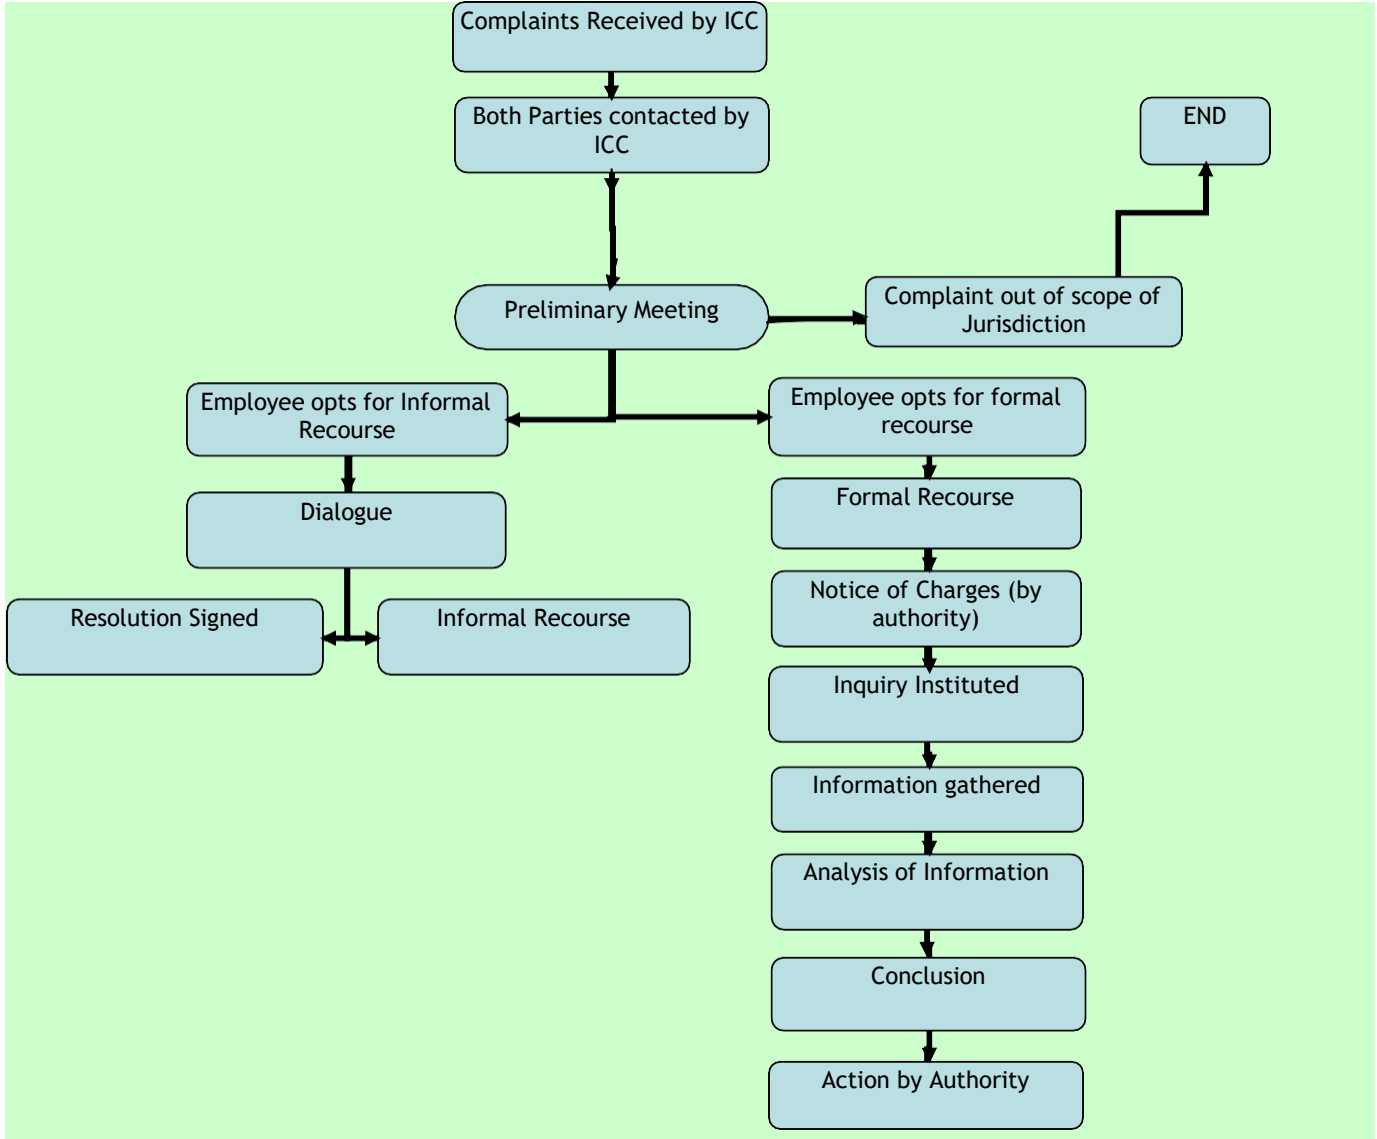 Complaints Received by ICC
Both Parties contacted by
ICC
END
Preliminary Meeting
Complaint out of scope of
Jurisdiction
Employee opts for Informal
Recourse
Employee opts for formal
recourse
Dialogue
Formal Recourse
Resolution Signed
Informal Recourse
Notice of Charges (by
authority)
Inquiry Instituted
Information gathered
Analysis of Information
Conclusion
Action by Authority